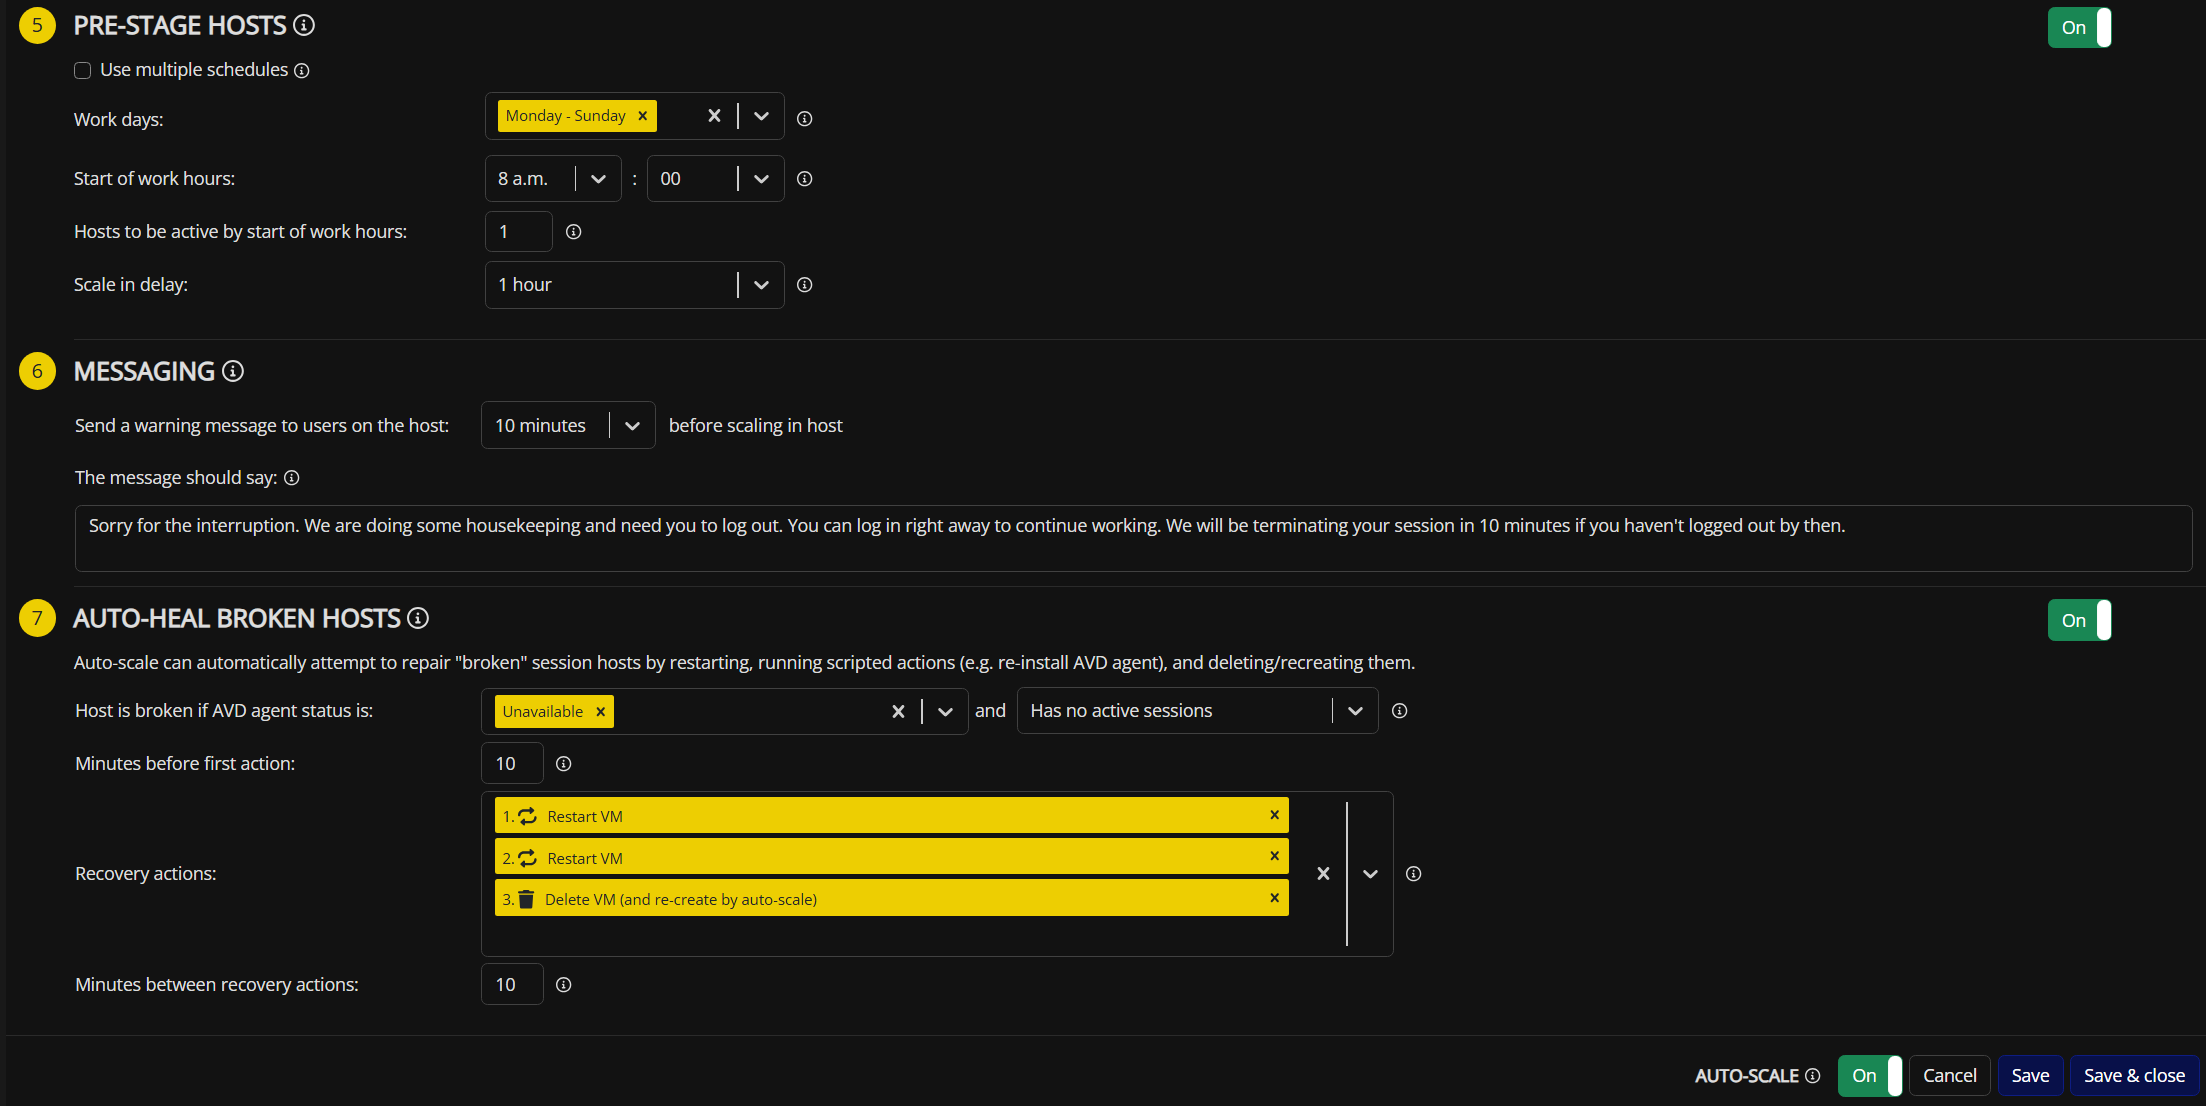 5 PRE-STAGE HOSTS On
Use multiple schedules
Work days: Monday - Sunday
Start of work hours: 8 a.m. : 00
Hosts to be active by start of work hours: 1
Scale in delay: 1 hour
6 MESSAGING
Send a warning message to users on the host: 10 minutes before scaling in host
The message should say:
Sorry for the interruption. We are doing some housekeeping and need you to log out. You can log in right away to continue working. We will be terminating your session in 10 minutes if you haven't logged out by then.
7 AUTO-HEAL BROKEN HOSTS On
Auto-scale can automatically attempt to repair "broken" session hosts by restarting, running scripted actions (e.g. re-install AVD agent), and deleting/recreating them.
Host is broken if AVD agent status is: Unavailable and Has no active sessions
Minutes before first action: 10
1. Restart VM
2. Restart VM
Recovery actions:
3. Delete VM (and re-create by auto-scale)
Minutes between recovery actions: 10
AUTO-SCALE On Cancel Save Save & close